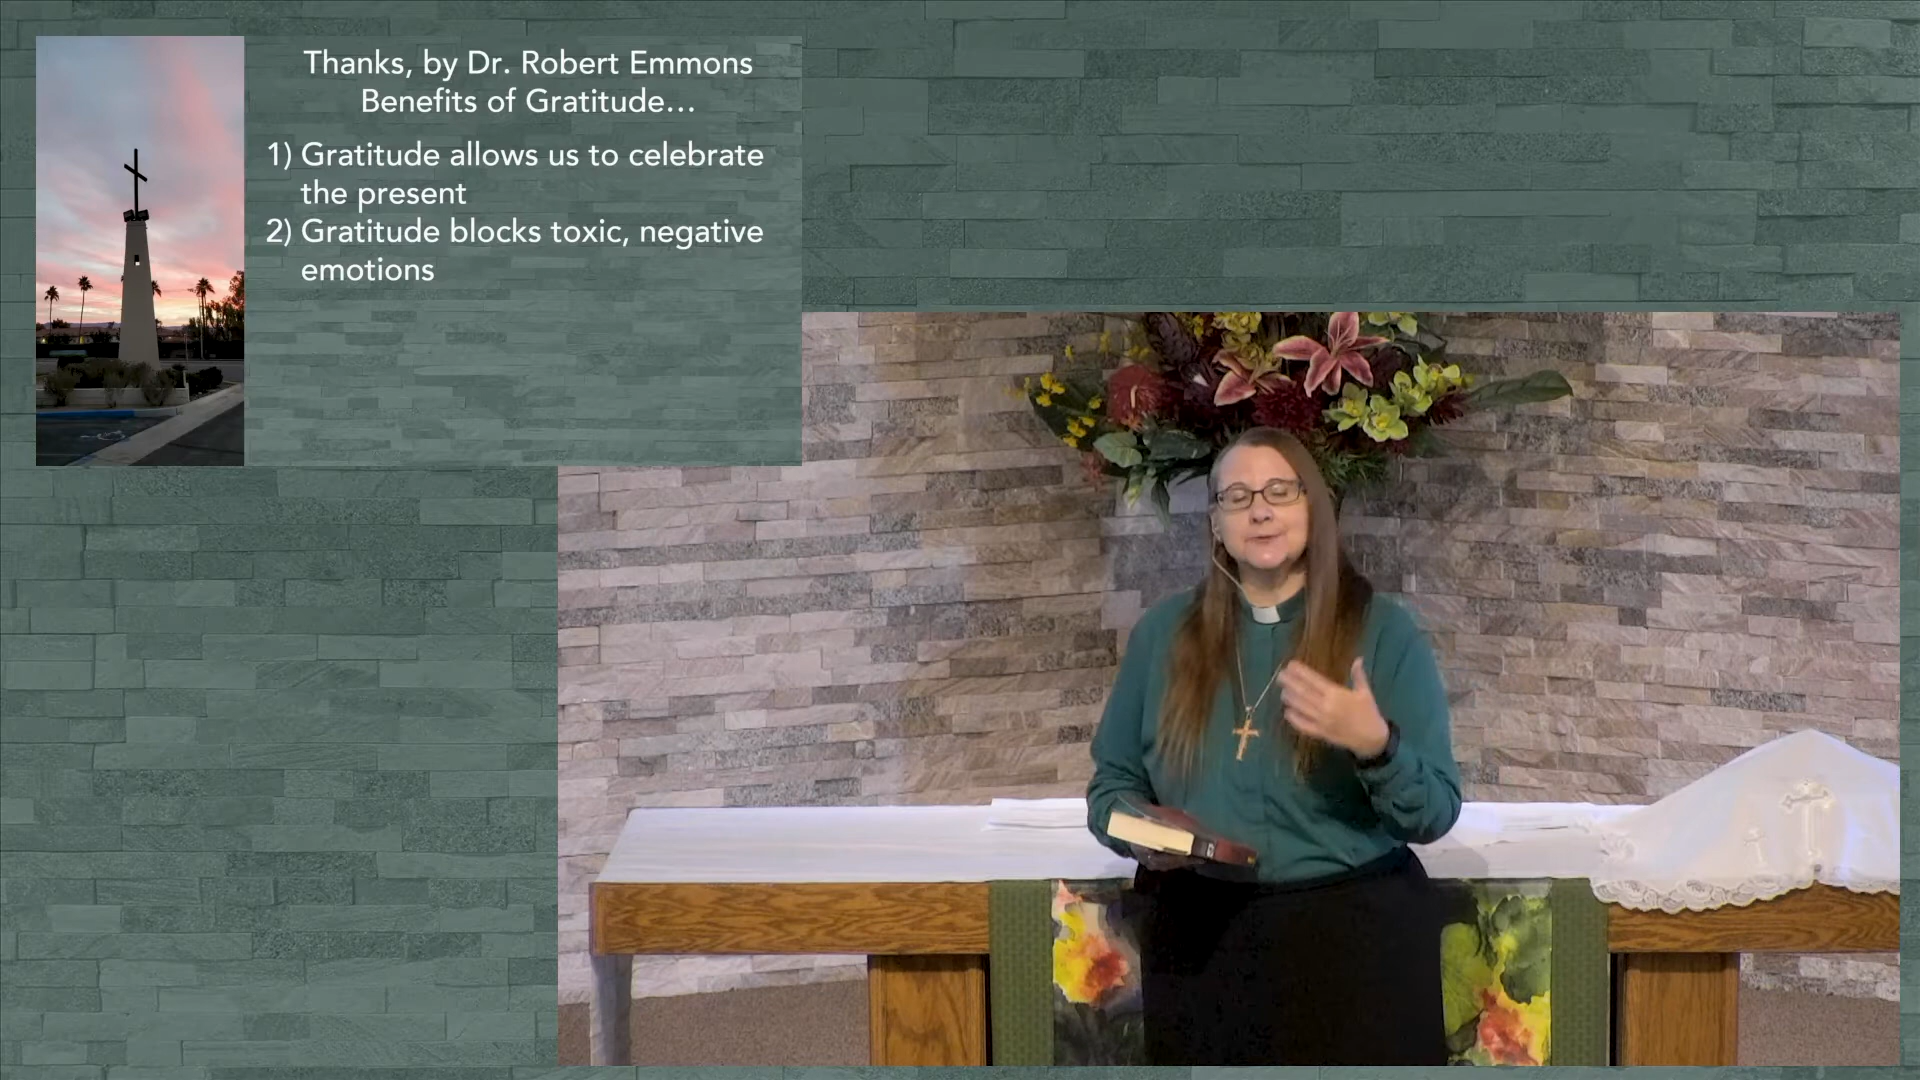 Thanks, by Dr. Robert Emmons
Benefits of Gratitude…
1) Gratitude allows us to celebrate
the present
2) Gratitude blocks toxic, negative
emotions